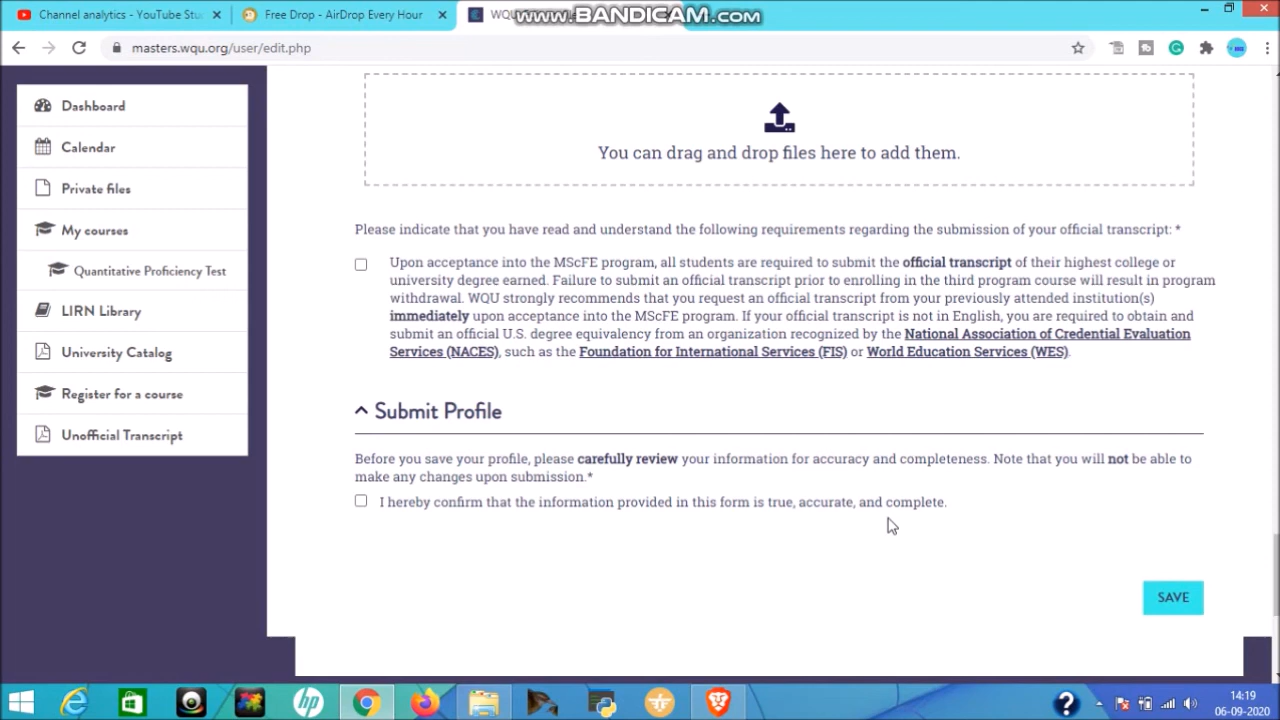 Channel analytics - YouTube Stu
Free Drop - AirDrop Every Hour
WQU
www.BANDICAM.com
masters.wqu.org/user/edit.php
Dashboard
Calendar
Private files
My courses
Quantitative Proficiency Test
LIRN Library
University Catalog
Register for a course
Unofficial Transcript
You can drag and drop files here to add them.
Please indicate that you have read and understand the following requirements regarding the submission of your official transcript: *
Upon acceptance into the MScFE program, all students are required to submit the official transcript of their highest college or
university degree earned. Failure to submit an official transcript prior to enrolling in the third program course will result in program
withdrawal. WQU strongly recommends that you request an official transcript from your previously attended institution(s)
immediately upon acceptance into the MScFE program. If your official transcript is not in English, you are required to obtain and
submit an official U.S. degree equivalency from an organization recognized by the National Association of Credential Evaluation
Services (NACES), such as the Foundation for International Services (FIS) or World Education Services (WES).
Submit Profile
Before you save your profile, please carefully review your information for accuracy and completeness. Note that you will not be able to
make any changes upon submission.*
I hereby confirm that the information provided in this form is true, accurate, and complete.
SAVE
14:19
06-09-2020